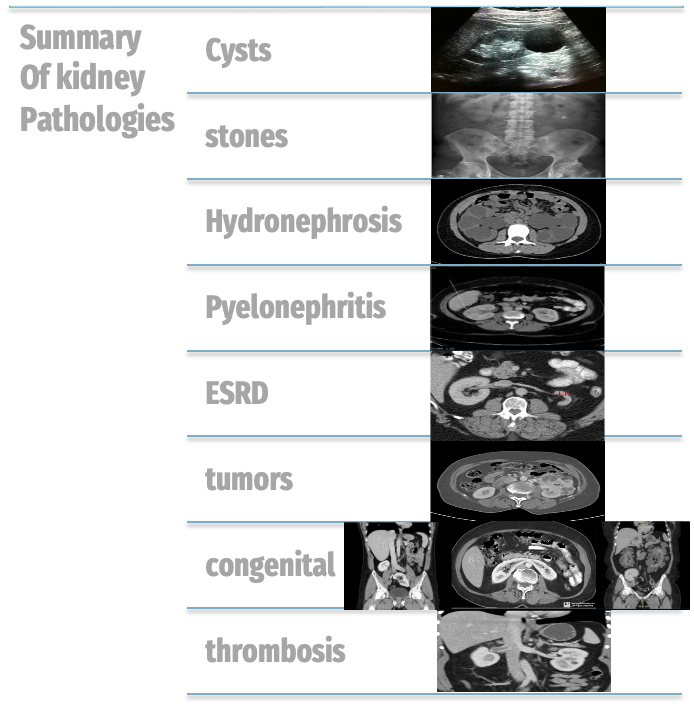 Summary
Of kidney
Pathologies
Cysts
stones
Hydronephrosis
Pyelonephritis
ESRD
tumors
congenital
thrombosis